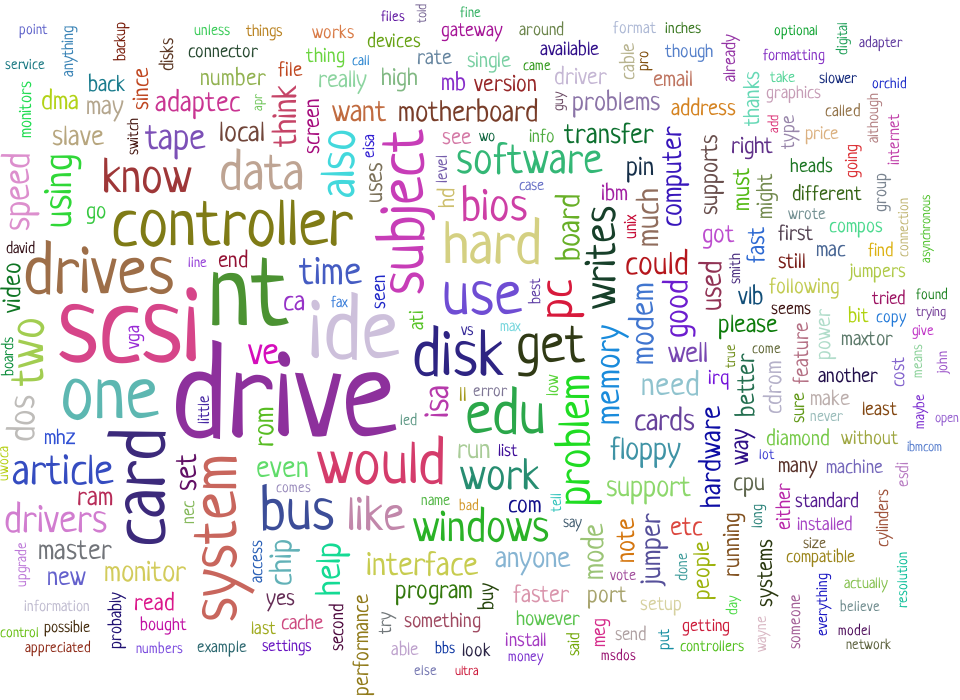 files
told
fine
point
anything
backup
unless
things
works
devices
gateway
around
format
inches
optional
digital
adapter
service
disks
connector
thing
call
rate
single
came
available
though
already
formatting
monitors
back
since
number
file
really
high
mb
version
driver
cable
pro
email
thanks
take
graphics
slower
orchid
dma
may
adaptec
apr
think
screen
want
motherboard
guy
problems
address
add
type
price
called
although
internet
slave
switch
tape
local
also
eisa
uses
subject
see
wo
info
transfer
computer
supports
right
heads
going
speed
using
know
data
hd
level
software
case
pin
ibm
much
must
might
different
group
go
controller
bios
board
writes
unix
got
fast
wrote
first
compos
connection
asynchronous
david
video
drives
line
end
nt
time
seen
hard
could
used
smith
still
mac
find
jumpers
boards
two
scsi
vga
ca
fax
ide
ati
use
best
pc
modem
good
vlb
following
seems
tried
found
bit
copy
trying
dos
one
ve
drive
little
vs
max
disk
get
memory
well
please
true
come
feature
power
maxtor
give
mhz
rom
led
isa
ll
error
low
edu
problem
need
irq
better
cdrom
sure
another
cost
means
john
uwoca
article
card
set
system
even
would
run
list
cards
hardware
way
make
never
least
maybe
open
ram
nec
comes
bus
like
work
floppy
lot
diamond
without
ibmcom
drivers
name
bad
com
tell
support
cpu
many
machine
esdi
upgrade
master
access
chip
help
windows
say
mode
note
jumper
etc
running
long
either
standard
installed
cylinders
new
monitor
interface
anyone
vote
done
people
systems
size
compatible
resolution
information
probably
read
yes
program
buy
faster
port
setup
day
everything
actually
believe
control
possible
bought
last
cache
second
performance
try
something
however
meg
send
getting
wayne
someone
model
appreciated
numbers
example
settings
able
bbs
look
install
money
said
msdos
put
controllers
network
else
ultra